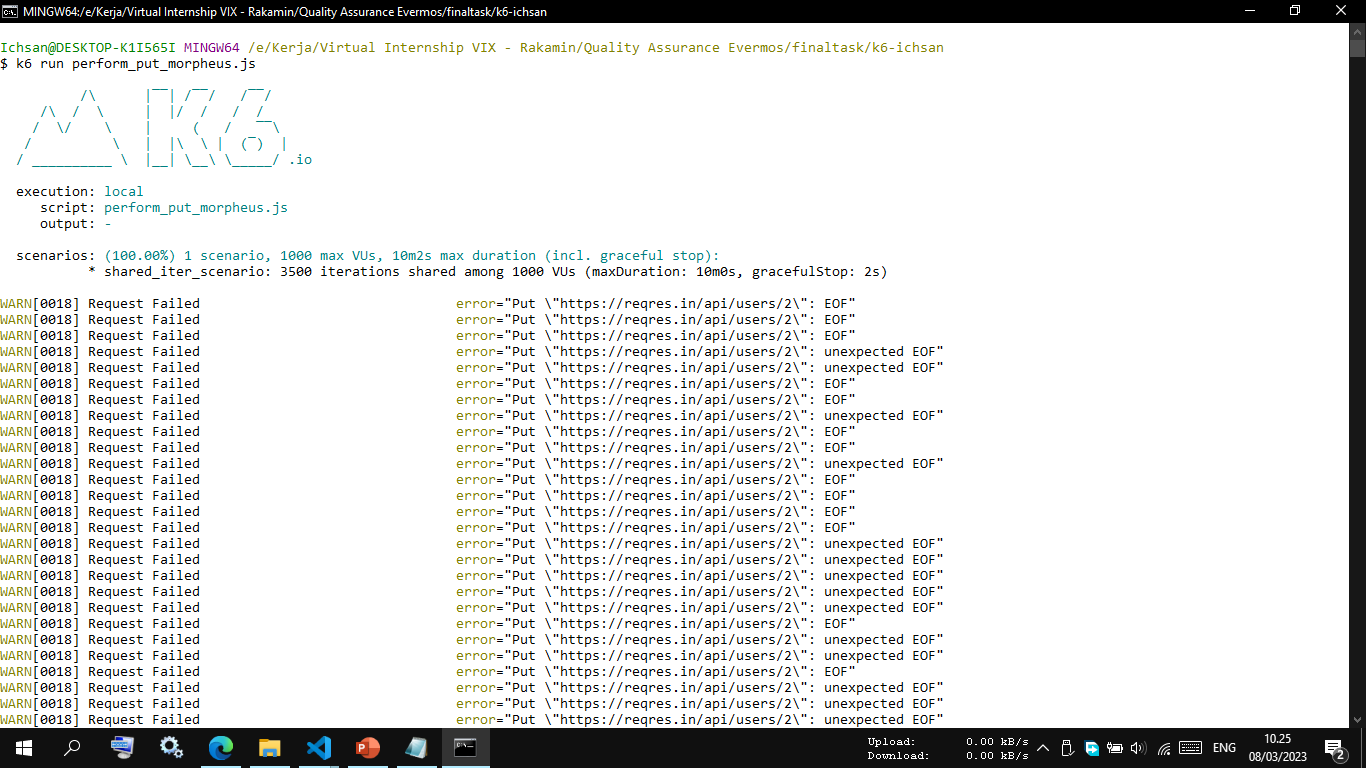 MINGW64:/e/Kerja/Virtual Internship VIX - Rakamin/Quality Assurance Evermos/finaltask/k6-ichsan
Ichsan@DESKTOP-K1I565I MINGW64 /e/Kerja/Virtual Internship VIX - Rakamin/Quality Assurance Evermos/finaltask/k6-ichsan
$ k6 run perform_put_morpheus.js
K6 .io
execution: local
script: perform_put_morpheus.js
output: -
scenarios: (100.00%) 1 scenario, 1000 max VUs, 10m2s max duration (incl. graceful stop):
* shared_iter_scenario: 3500 iterations shared among 1000 VUs (maxDuration: 10m0s, gracefulStop: 2s)
WARN[0018] Request Failed error="Put \"https://reqres.in/api/users/2\": EOF"
WARN[0018] Request Failed error="Put \"https://reqres.in/api/users/2\": EOF"
WARN[0018] Request Failed error="Put \"https://reqres.in/api/users/2\": EOF"
WARN[0018] Request Failed error="Put \"https://reqres.in/api/users/2\": unexpected EOF"
WARN[0018] Request Failed error="Put \"https://reqres.in/api/users/2\": unexpected EOF"
WARN[0018] Request Failed error="Put \"https://reqres.in/api/users/2\": EOF"
WARN[0018] Request Failed error="Put \"https://reqres.in/api/users/2\": EOF"
WARN[0018] Request Failed error="Put \"https://reqres.in/api/users/2\": unexpected EOF"
WARN[0018] Request Failed error="Put \"https://reqres.in/api/users/2\": EOF"
WARN[0018] Request Failed error="Put \"https://reqres.in/api/users/2\": EOF"
WARN[0018] Request Failed error="Put \"https://reqres.in/api/users/2\": unexpected EOF"
WARN[0018] Request Failed error="Put \"https://reqres.in/api/users/2\": EOF"
WARN[0018] Request Failed error="Put \"https://reqres.in/api/users/2\": EOF"
WARN[0018] Request Failed error="Put \"https://reqres.in/api/users/2\": EOF"
WARN[0018] Request Failed error="Put \"https://reqres.in/api/users/2\": EOF"
WARN[0018] Request Failed error="Put \"https://reqres.in/api/users/2\": unexpected EOF"
WARN[0018] Request Failed error="Put \"https://reqres.in/api/users/2\": unexpected EOF"
WARN[0018] Request Failed error="Put \"https://reqres.in/api/users/2\": unexpected EOF"
WARN[0018] Request Failed error="Put \"https://reqres.in/api/users/2\": unexpected EOF"
WARN[0018] Request Failed error="Put \"https://reqres.in/api/users/2\": unexpected EOF"
WARN[0018] Request Failed error="Put \"https://reqres.in/api/users/2\": EOF"
WARN[0018] Request Failed error="Put \"https://reqres.in/api/users/2\": unexpected EOF"
WARN[0018] Request Failed error="Put \"https://reqres.in/api/users/2\": unexpected EOF"
WARN[0018] Request Failed error="Put \"https://reqres.in/api/users/2\": EOF"
WARN[0018] Request Failed error="Put \"https://reqres.in/api/users/2\": unexpected EOF"
WARN[0018] Request Failed error="Put \"https://reqres.in/api/users/2\": unexpected EOF"
WARN[0018] Request Failed error="Put \"https://reqres.in/api/users/2\": unexpected EOF"
Upload: 0.00 kB/s
Download: 0.00 kB/s
ENG
10.25
08/03/2023
2